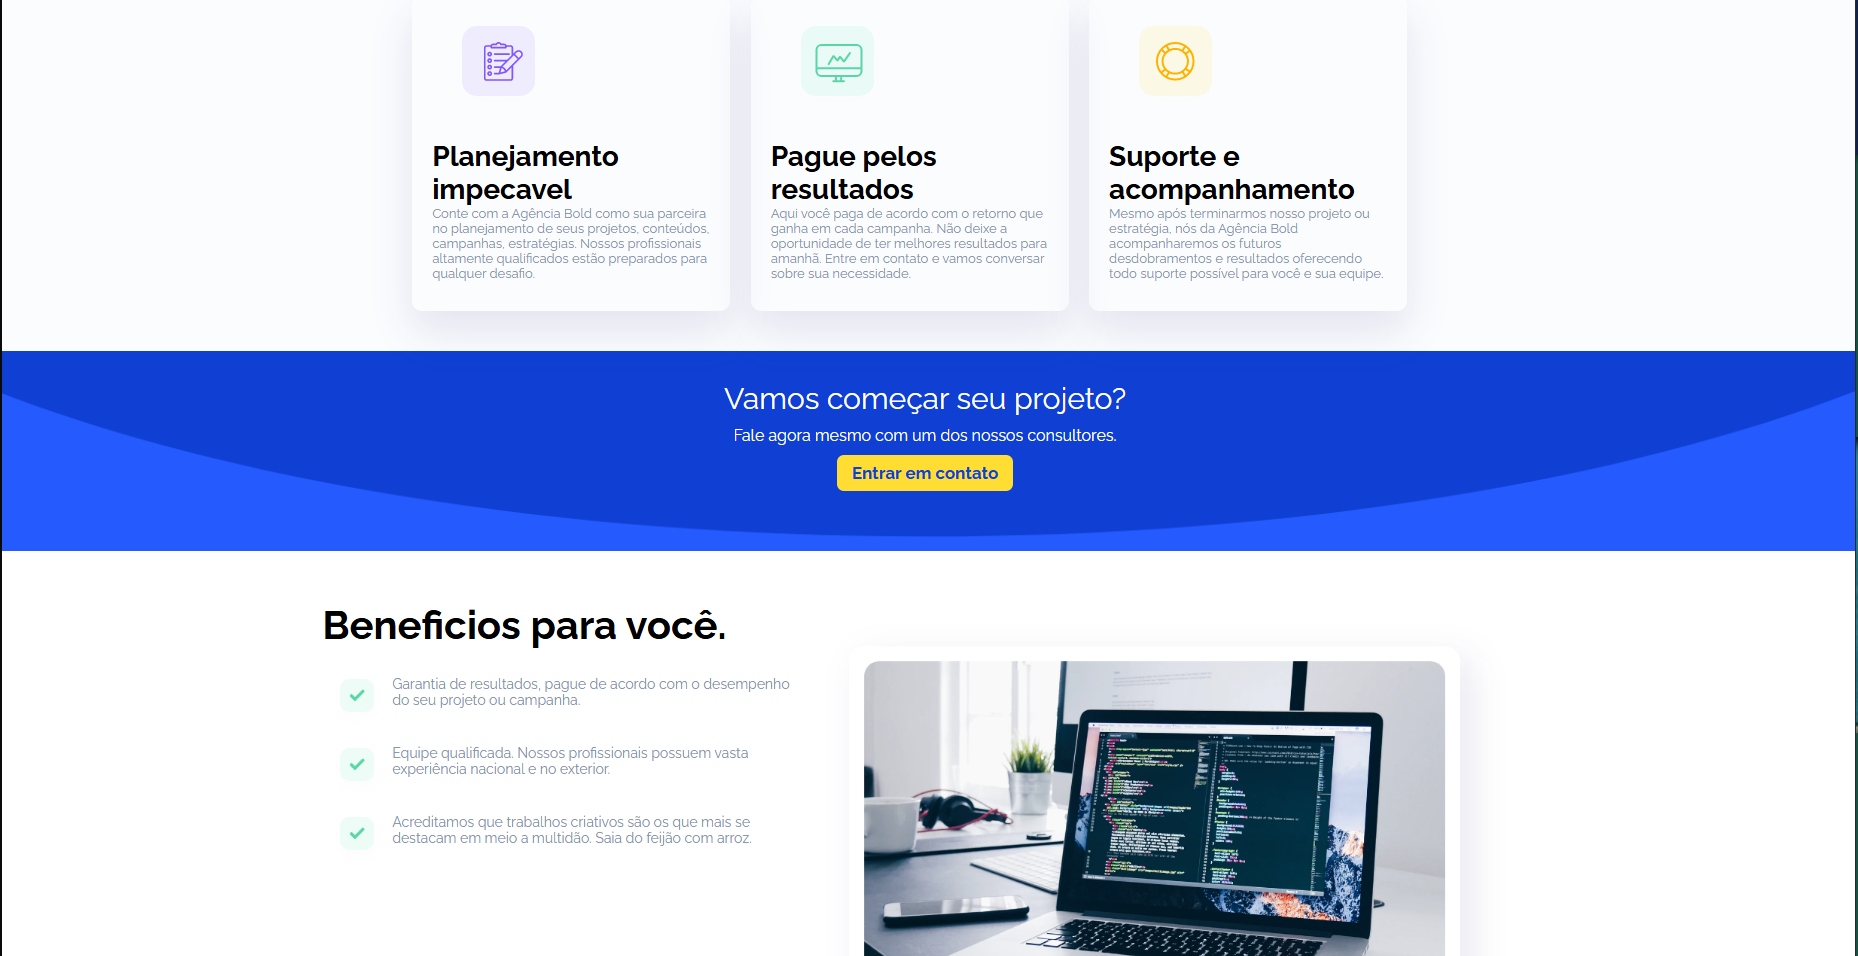 Planejamento
impecavel
Conte com a Agência Bold como sua parceira
no planejamento de seus projetos, conteúdos,
campanhas, estratégias. Nossos profissionais
altamente qualificados estão preparados para
qualquer desafio.
Pague pelos
resultados
Aqui você paga de acordo com o retorno que
ganha em cada campanha. Não deixe a
oportunidade de ter melhores resultados para
amanhã. Entre em contato e vamos conversar
sobre sua necessidade.
Suporte e
acompanhamento
Mesmo após terminarmos nosso projeto ou
estratégia, nós da Agência Bold
acompanharemos os futuros
desdobramentos e resultados oferecendo
todo suporte possível para você e sua equipe.
Vamos começar seu projeto?
Fale agora mesmo com um dos nossos consultores.
Entrar em contato
Beneficios para você.
Garantia de resultados, pague de acordo com o desempenho
do seu projeto ou campanha.
Equipe qualificada. Nossos profissionais possuem vasta
experiência nacional e no exterior.
Acreditamos que trabalhos criativos são os que mais se
destacam em meio a multidão. Saia do feijão com arroz.